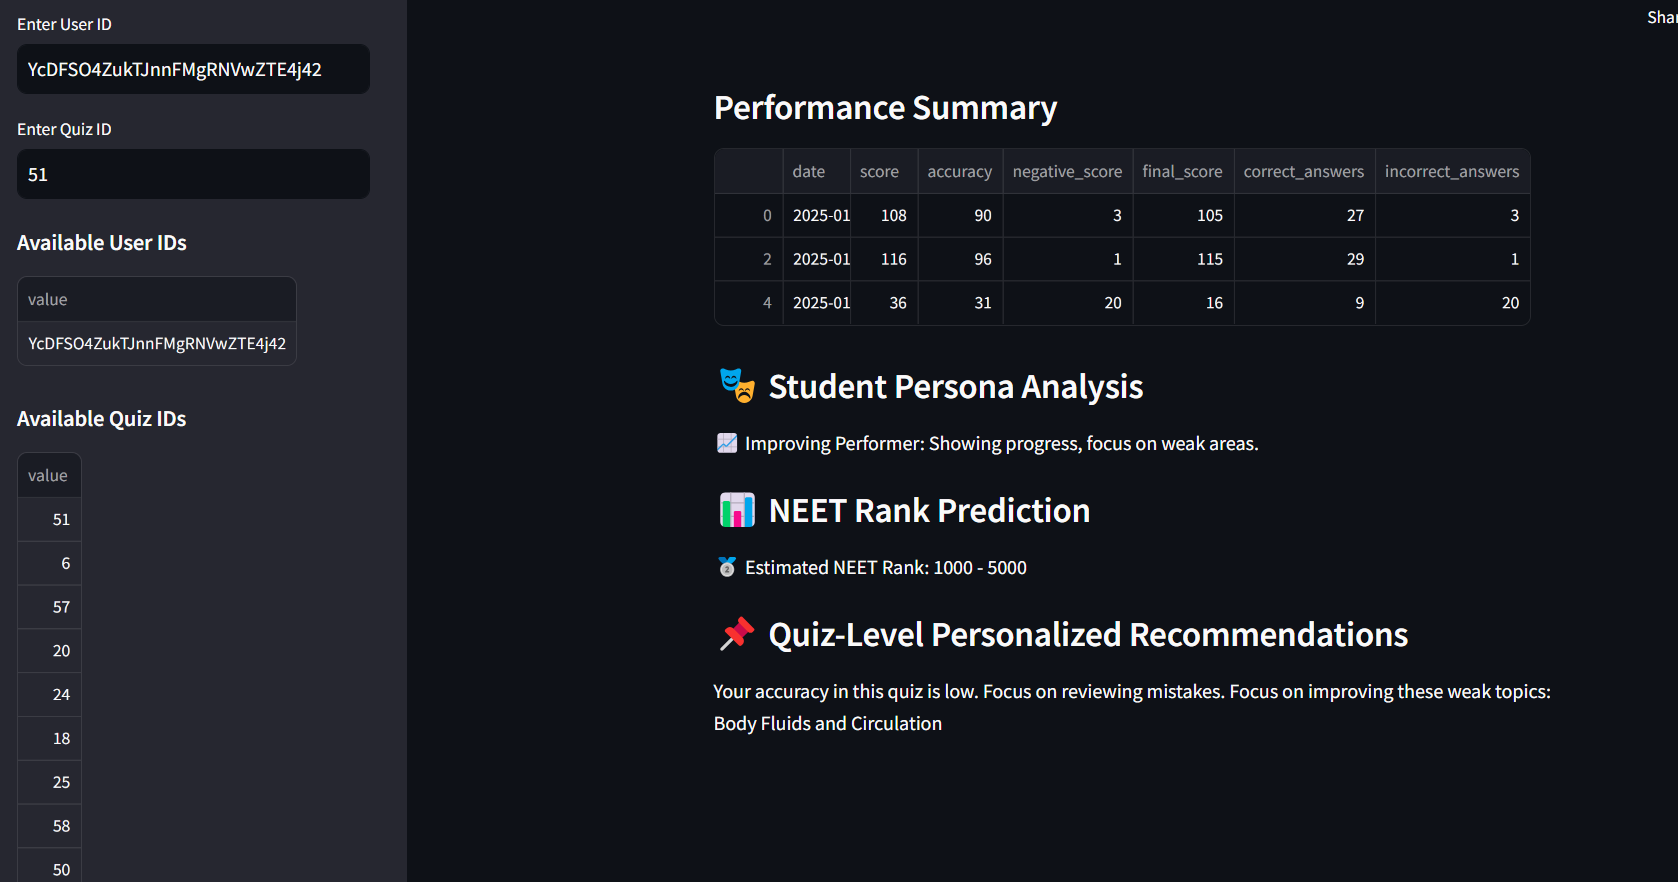 Enter User ID
YcDFSO4ZukTJnnFMgRNVwZTE4j42
Enter Quiz ID
51
Available User IDs
value
YcDFSO4ZukTJnnFMgRNVwZTE4j42
Available Quiz IDs
value
51
6
57
20
24
18
25
58
50
Shar
Performance Summary
date score accuracy negative_score final_score correct_answers incorrect_answers
0 2025-01 108 90 3 105 27 3
2 2025-01 116 96 1 115 29 1
4 2025-01 36 31 20 16 9 20
Student Persona Analysis
Improving Performer: Showing progress, focus on weak areas.
NEET Rank Prediction
Estimated NEET Rank: 1000 - 5000
Quiz-Level Personalized Recommendations
Your accuracy in this quiz is low. Focus on reviewing mistakes. Focus on improving these weak topics:
Body Fluids and Circulation